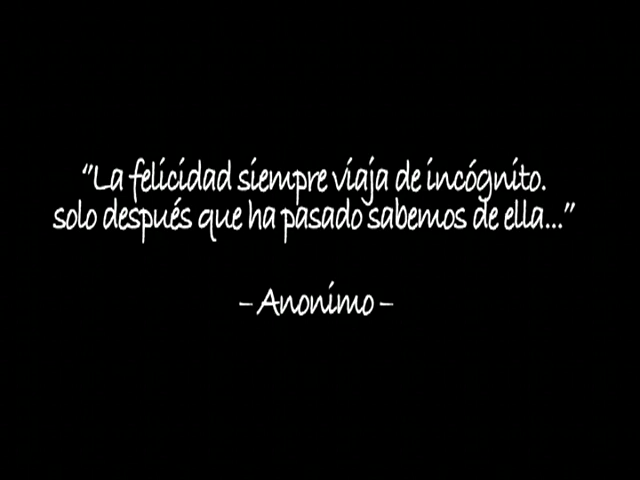 “La felicidad siempre viaja de incógnito.
solo después que ha pasado sabemos de ella...”
– Anonimo –